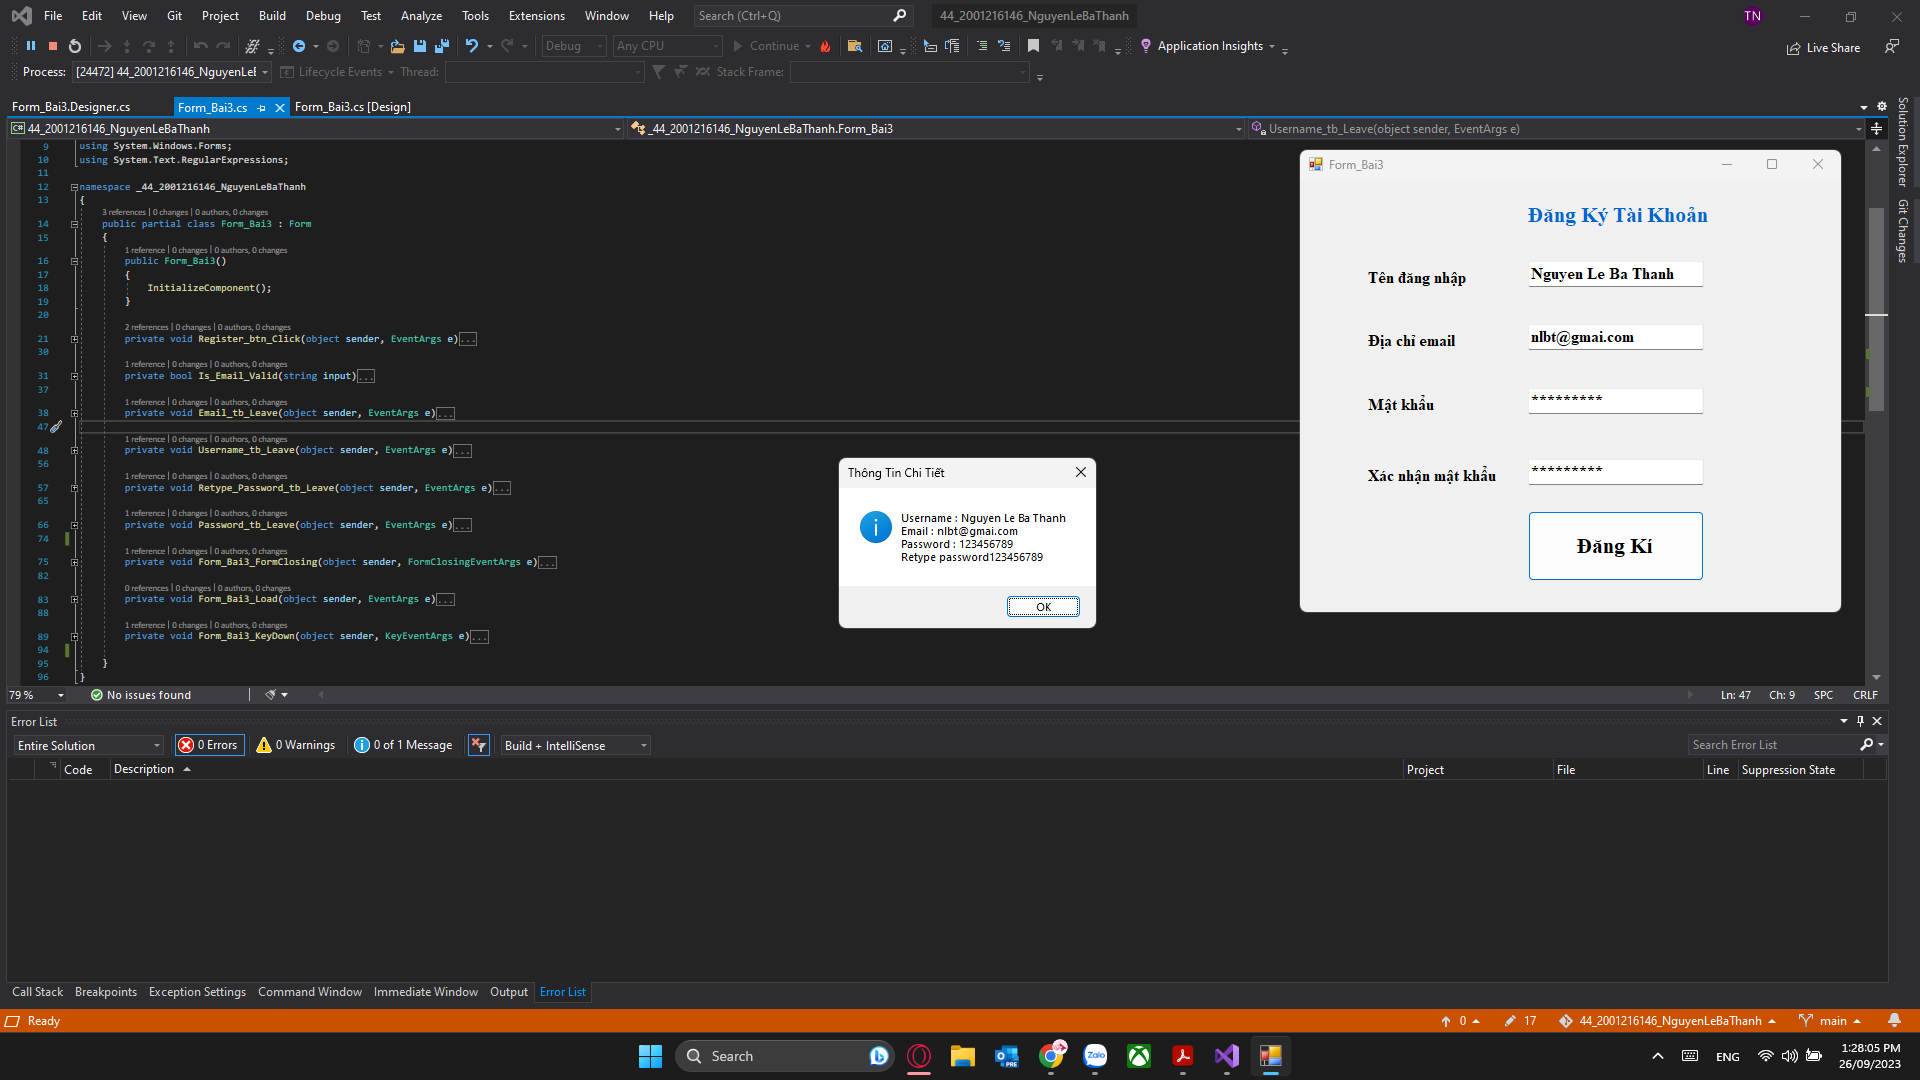 File Edit View Git Project Build Debug Test Analyze Tools Extensions Window Help Search (Ctrl+Q) 44_2001216146_NguyenLeBaThanh TN
Debug Any CPU Continue Application Insights Live Share
Process: [24472] 44_2001216146_NguyenLeE Lifecycle Events Thread: Stack Frame:
Form_Bai3.Designer.cs Form_Bai3.cs Form_Bai3.cs [Design]
C# 44_2001216146_NguyenLeBaThanh _44_2001216146_NguyenLeBaThanh.Form_Bai3 Username_tb_Leave(object sender, EventArgs e)
9 using System.Windows.Forms;
10 using System.Text.RegularExpressions;
11
12 namespace _44_2001216146_NguyenLeBaThanh
13 {
3 references | 0 changes | 0 authors, 0 changes
14 public partial class Form_Bai3 : Form
15 {
1 reference | 0 changes | 0 authors, 0 changes
16 public Form_Bai3()
17 {
18 InitializeComponent();
19 }
20
2 references | 0 changes | 0 authors, 0 changes
21 private void Register_btn_Click(object sender, EventArgs e)...
30
1 reference | 0 changes | 0 authors, 0 changes
31 private bool Is_Email_Valid(string input)...
37
1 reference | 0 changes | 0 authors, 0 changes
38 private void Email_tb_Leave(object sender, EventArgs e)...
47
1 reference | 0 changes | 0 authors, 0 changes
48 private void Username_tb_Leave(object sender, EventArgs e)...
56
1 reference | 0 changes | 0 authors, 0 changes
57 private void Retype_Password_tb_Leave(object sender, EventArgs e)...
65
1 reference | 0 changes | 0 authors, 0 changes
66 private void Password_tb_Leave(object sender, EventArgs e)...
74
1 reference | 0 changes | 0 authors, 0 changes
75 private void Form_Bai3_FormClosing(object sender, FormClosingEventArgs e)...
82
0 references | 0 changes | 0 authors, 0 changes
83 private void Form_Bai3_Load(object sender, EventArgs e)...
88
1 reference | 0 changes | 0 authors, 0 changes
89 private void Form_Bai3_KeyDown(object sender, KeyEventArgs e)...
94
95 }
96 }
Thông Tin Chi Tiết
Username : Nguyen Le Ba Thanh
Email : nlbt@gmai.com
Password : 123456789
Retype password123456789
OK
Form_Bai3
Đăng Ký Tài Khoản
Tên đăng nhập Nguyen Le Ba Thanh
Địa chỉ email nlbt@gmai.com
Mật khẩu *********
Xác nhận mật khẩu *********
Đăng Kí
Solution Explorer
Git Changes
79 % No issues found Ln: 47 Ch: 9 SPC CRLF
Error List
Entire Solution 0 Errors 0 Warnings 0 of 1 Message Build + IntelliSense Search Error List
Code Description Project File Line Suppression State
Call Stack Breakpoints Exception Settings Command Window Immediate Window Output Error List
Ready 0 17 44_2001216146_NguyenLeBaThanh main
Search PRE Zalo ENG 1:28:05 PM
26/09/2023